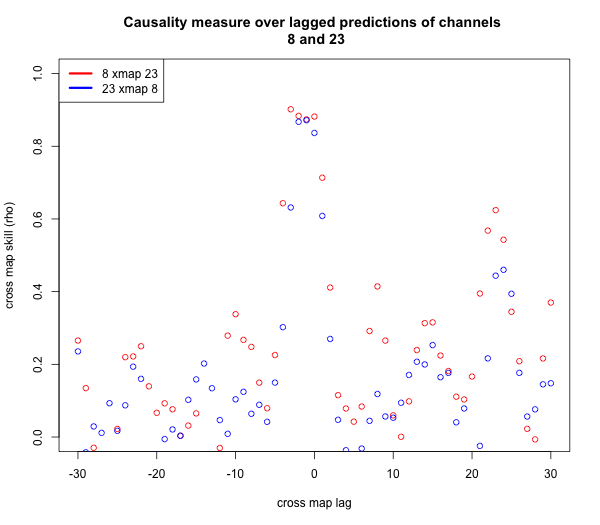 Causality measure over lagged predictions of channels
8 and 23
8 xmap 23
23 xmap 8
cross map skill (rho)
1.0
0.8
0.6
0.4
0.2
0.0
-30 -20 -10 0 10 20 30
cross map lag